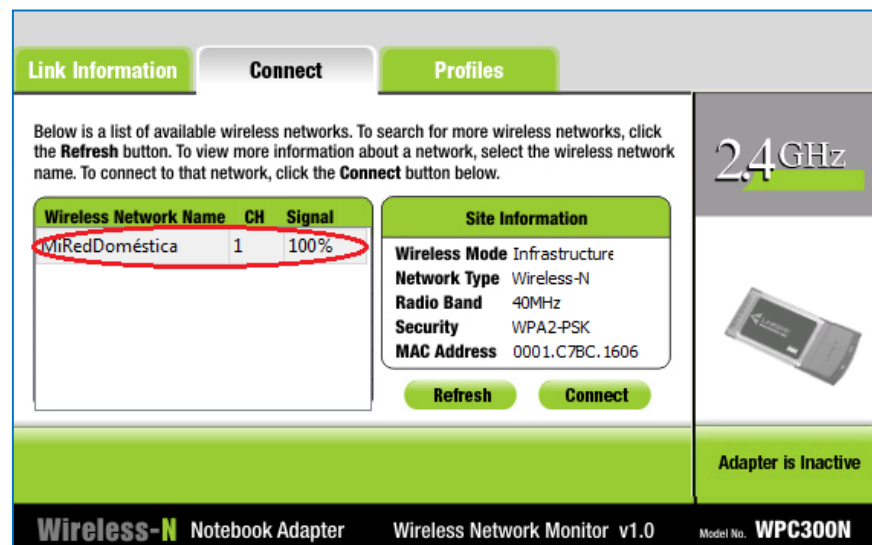 Link Information Connect Profiles
Below is a list of available wireless networks. To search for more wireless networks, click
the Refresh button. To view more information about a network, select the wireless network
name. To connect to that network, click the Connect button below.
2.4GHz
Wireless Network Name CH Signal
MiRedDoméstica 1 100%
Site Information
Wireless Mode Infrastructure
Network Type Wireless-N
Radio Band 40MHz
Security WPA2-PSK
MAC Address 0001.C7BC.1606
Refresh Connect
Adapter is Inactive
Wireless-N Notebook Adapter Wireless Network Monitor v1.0 Model No. WPC300N